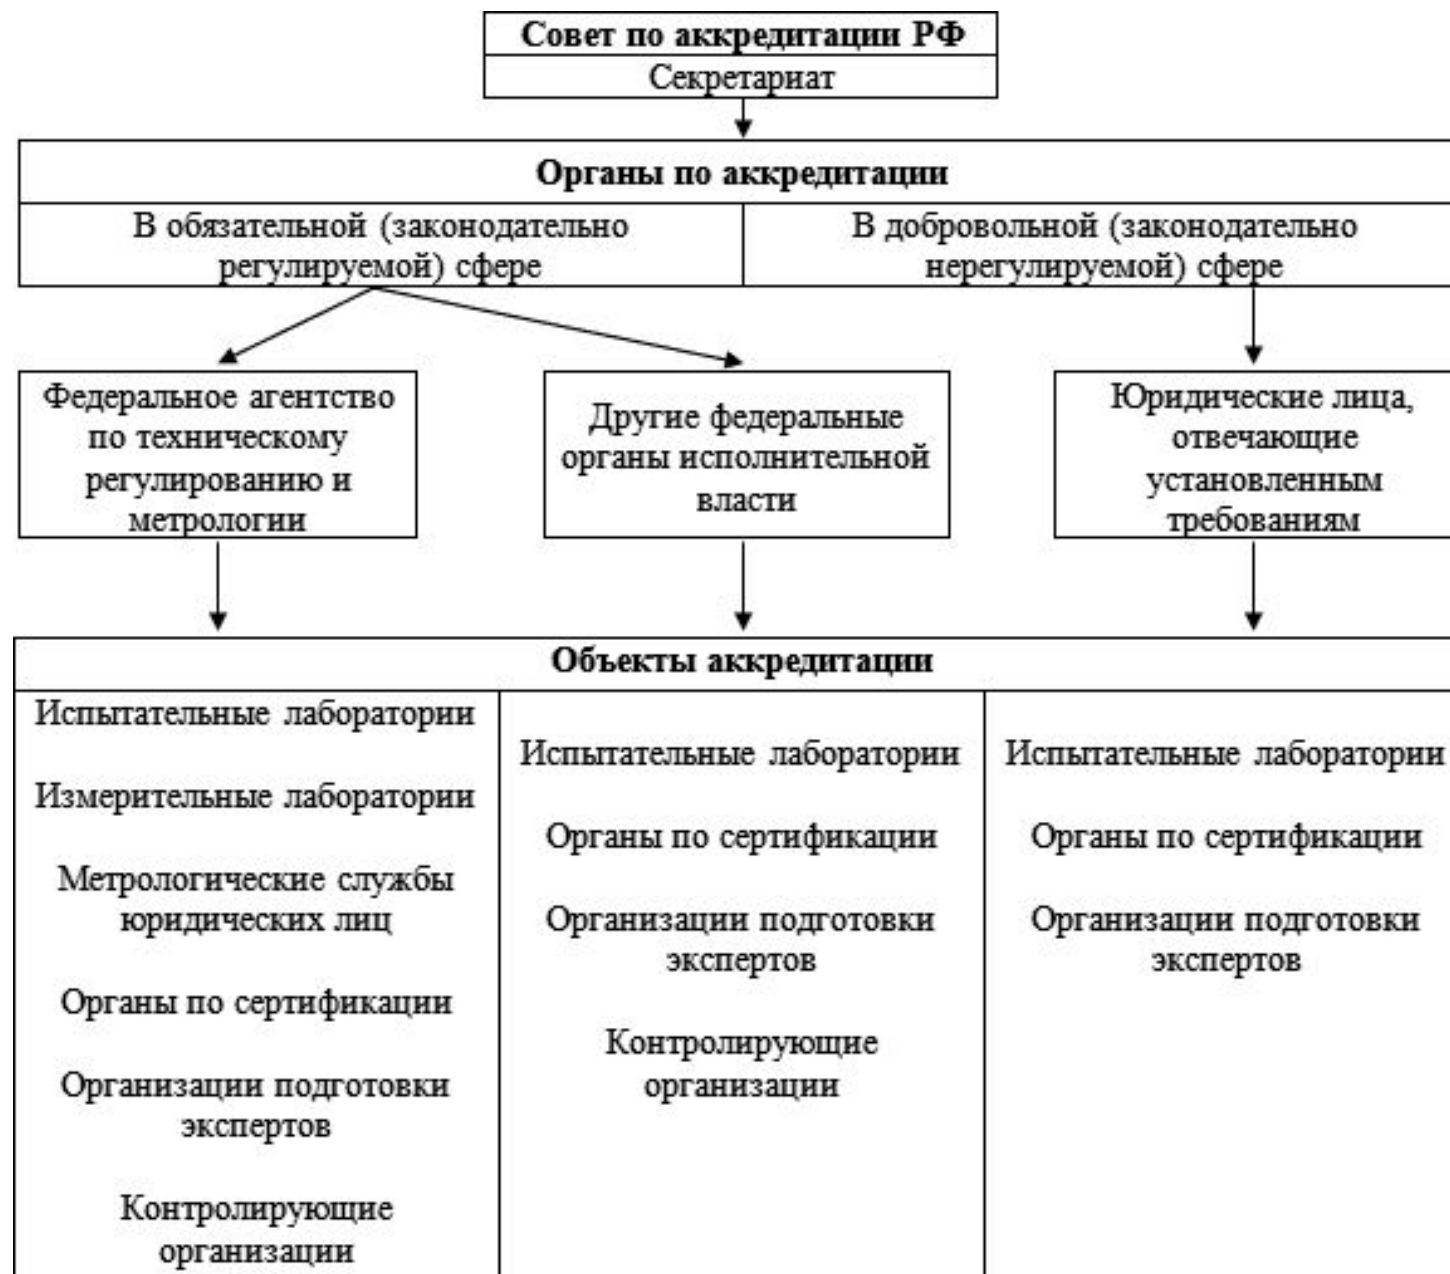 Совет по аккредитации РФ
Секретариат
Органы по аккредитации
В обязательной (законодательно
регулируемой) сфере
В добровольной (законодательно
нерегулируемой) сфере
Федеральное агентство
по техническому
регулированию и
метрологии
Другие федеральные
органы исполнительной
власти
Юридические лица,
отвечающие
установленным
требованиям
Объекты аккредитации
Испытательные лаборатории
Измерительные лаборатории
Метрологические службы
юридических лиц
Органы по сертификации
Организации подготовки
экспертов
Контролирующие
организации
Испытательные лаборатории
Органы по сертификации
Организации подготовки
экспертов
Контролирующие
организации
Испытательные лаборатории
Органы по сертификации
Организации подготовки
экспертов